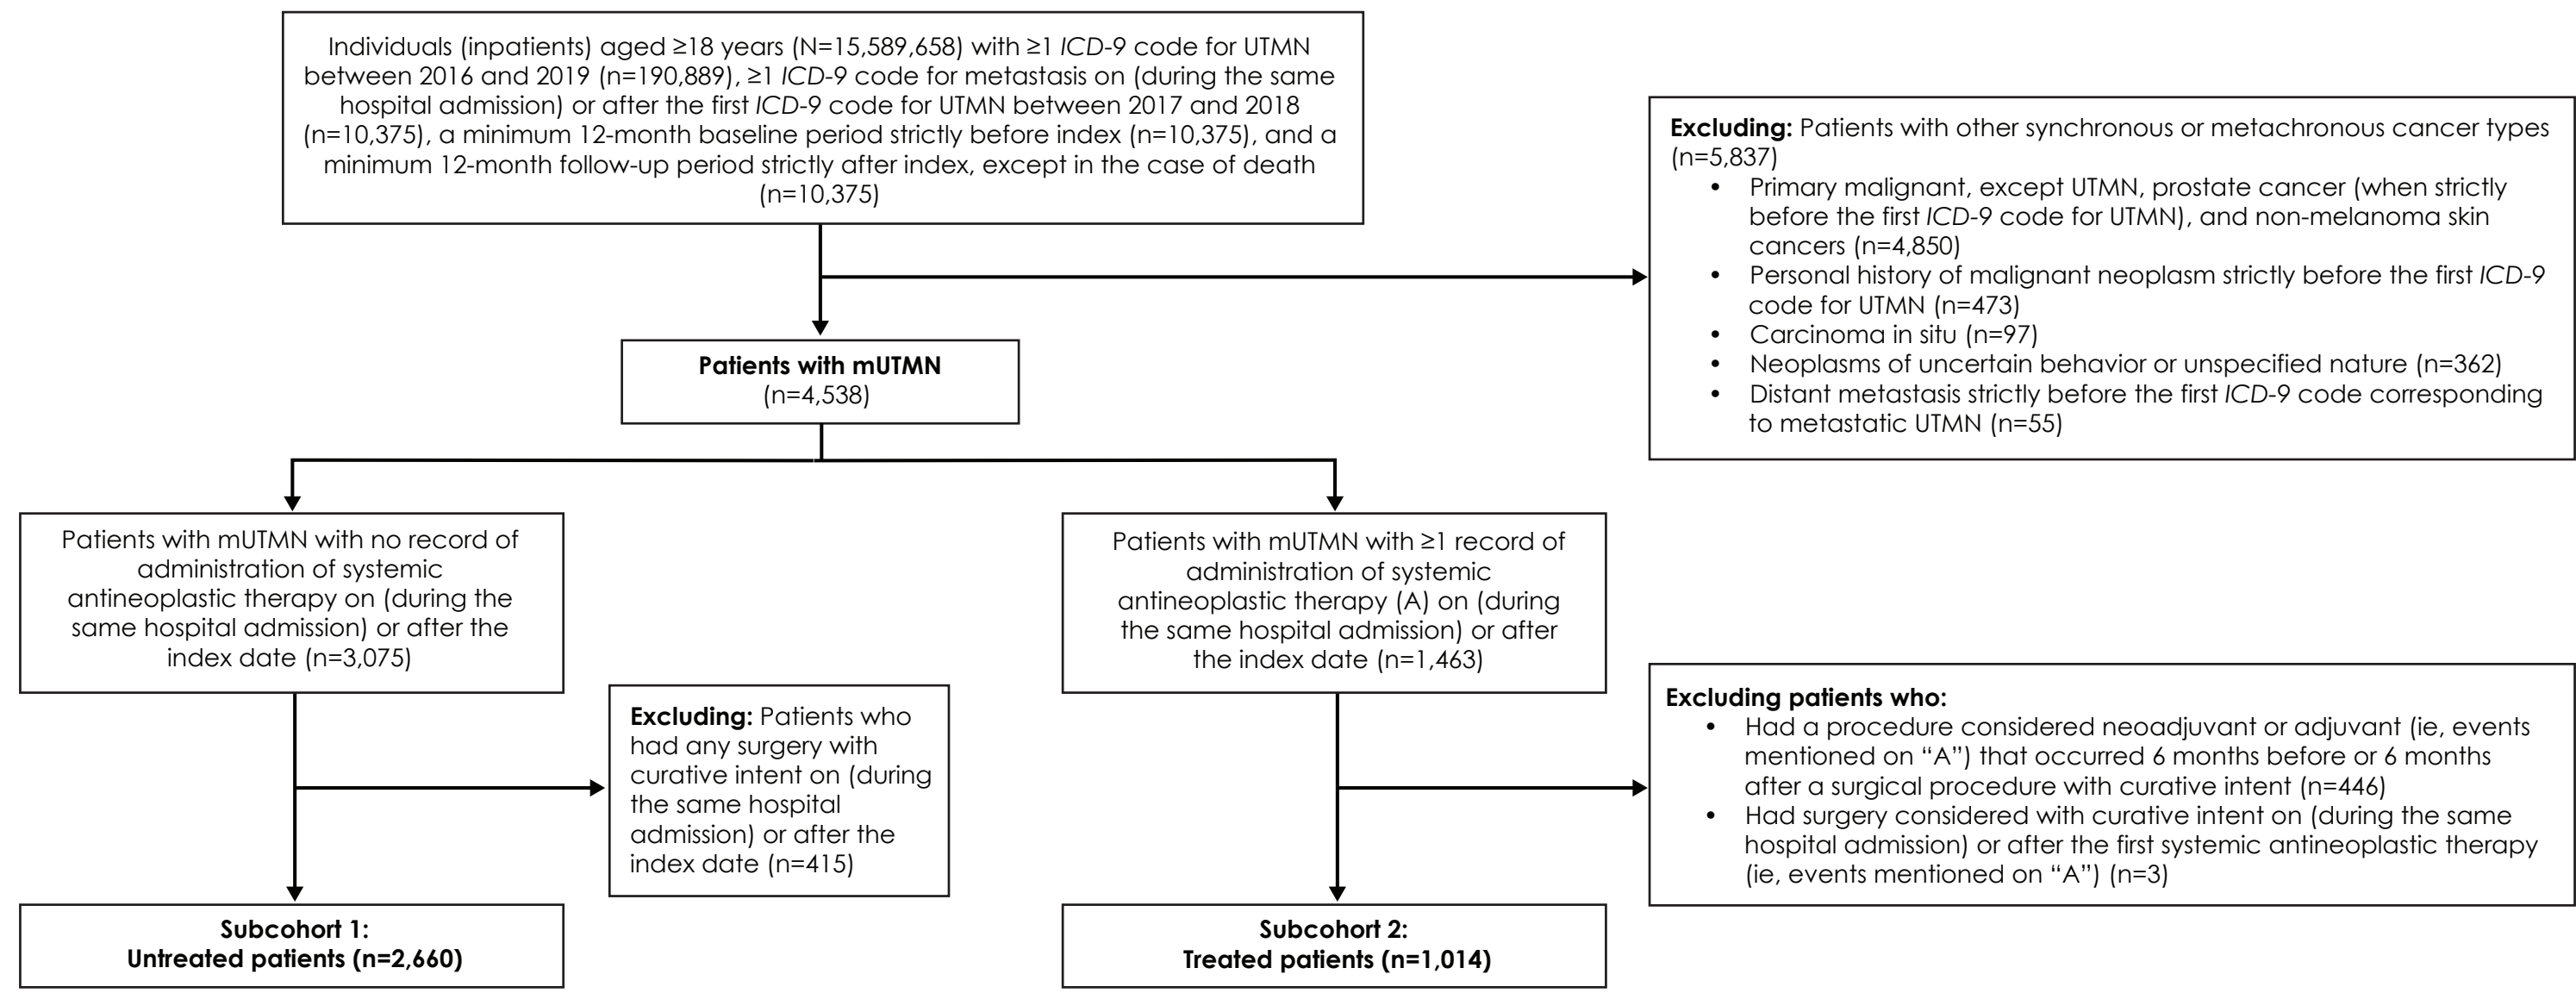 Individuals (inpatients) aged ≥18 years (N=15,589,658) with ≥1 ICD-9 code for UTMN
between 2016 and 2019 (n=190,889), ≥1 ICD-9 code for metastasis on (during the same
hospital admission) or after the first ICD-9 code for UTMN between 2017 and 2018
(n=10,375), a minimum 12-month baseline period strictly before index (n=10,375), and a
minimum 12-month follow-up period strictly after index, except in the case of death
(n=10,375)
Excluding: Patients with other synchronous or metachronous cancer types
(n=5,837)
• Primary malignant, except UTMN, prostate cancer (when strictly
before the first ICD-9 code for UTMN), and non-melanoma skin
cancers (n=4,850)
• Personal history of malignant neoplasm strictly before the first ICD-9
code for UTMN (n=473)
• Carcinoma in situ (n=97)
• Neoplasms of uncertain behavior or unspecified nature (n=362)
• Distant metastasis strictly before the first ICD-9 code corresponding
to metastatic UTMN (n=55)
Patients with mUTMN
(n=4,538)
Patients with mUTMN with no record of
administration of systemic
antineoplastic therapy on (during the
same hospital admission) or after the
index date (n=3,075)
Patients with mUTMN with ≥1 record of
administration of systemic
antineoplastic therapy (A) on (during
the same hospital admission) or after
the index date (n=1,463)
Excluding: Patients who
had any surgery with
curative intent on (during
the same hospital
admission) or after the
index date (n=415)
Excluding patients who:
• Had a procedure considered neoadjuvant or adjuvant (ie, events
mentioned on “A”) that occurred 6 months before or 6 months
after a surgical procedure with curative intent (n=446)
• Had surgery considered with curative intent on (during the same
hospital admission) or after the first systemic antineoplastic therapy
(ie, events mentioned on “A”) (n=3)
Subcohort 1:
Untreated patients (n=2,660)
Subcohort 2:
Treated patients (n=1,014)